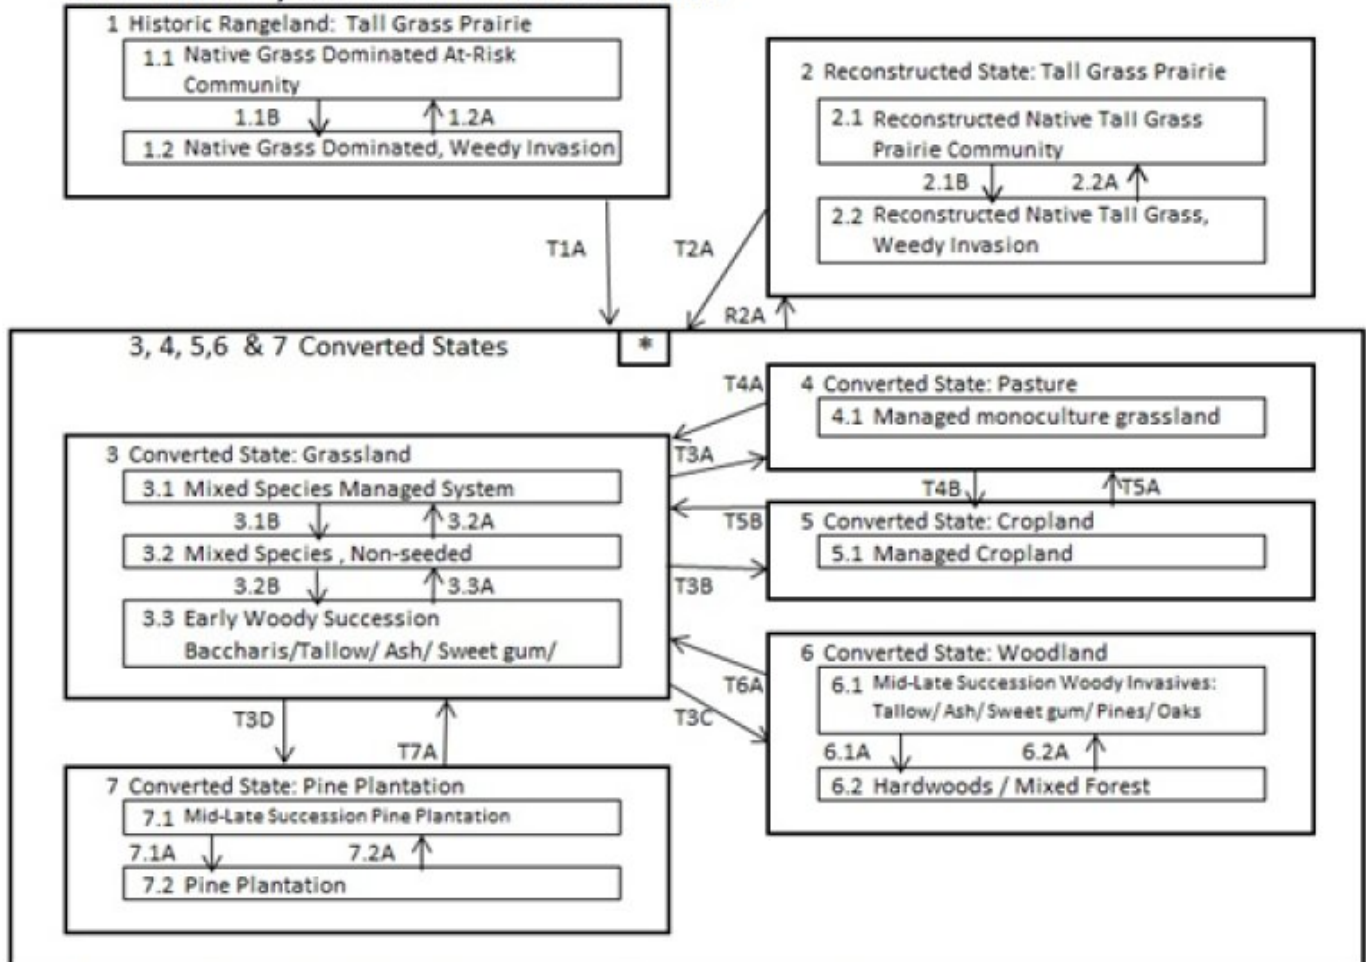 1 Historic Rangeland: Tall Grass Prairie
1.1 Native Grass Dominated At-Risk
Community
1.1B
1.2A
1.2 Native Grass Dominated, Weedy Invasion
2 Reconstructed State: Tall Grass Prairie
2.1 Reconstructed Native Tall Grass
Prairie Community
2.1B
2.2A
2.2 Reconstructed Native Tall Grass,
Weedy Invasion
T1A
T2A
R2A
3, 4, 5,6 & 7 Converted States
*
T4A
4 Converted State: Pasture
4.1 Managed monoculture grassland
3 Converted State: Grassland
3.1 Mixed Species Managed System
3.1B
3.2A
3.2 Mixed Species , Non-seeded
3.2B
3.3A
3.3 Early Woody Succession
Baccharis/Tallow/ Ash/ Sweet gum/
T3A
T4B
T5A
T5B
5 Converted State: Cropland
5.1 Managed Cropland
T3B
6 Converted State: Woodland
6.1 Mid-Late Succession Woody Invasives:
Tallow/ Ash/ Sweet gum/ Pines/ Oaks
6.1A
6.2A
6.2 Hardwoods / Mixed Forest
T6A
T3C
T3D
T7A
7 Converted State: Pine Plantation
7.1 Mid-Late Succession Pine Plantation
7.1A
7.2A
7.2 Pine Plantation